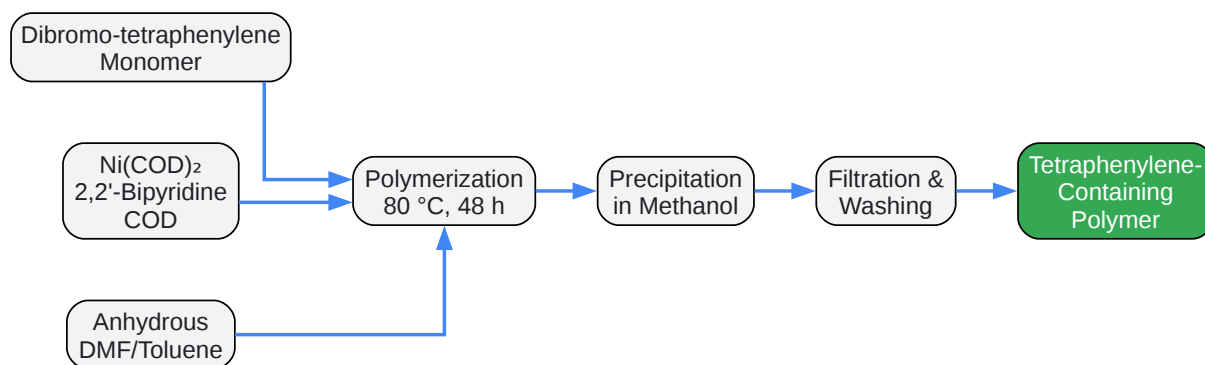 Dibromo-tetraphenylene
Monomer
Ni(COD)₂
2,2'-Bipyridine
COD
Anhydrous
DMF/Toluene
Polymerization
80 °C, 48 h
Precipitation
in Methanol
Filtration &
Washing
Tetraphenylene-
Containing
Polymer